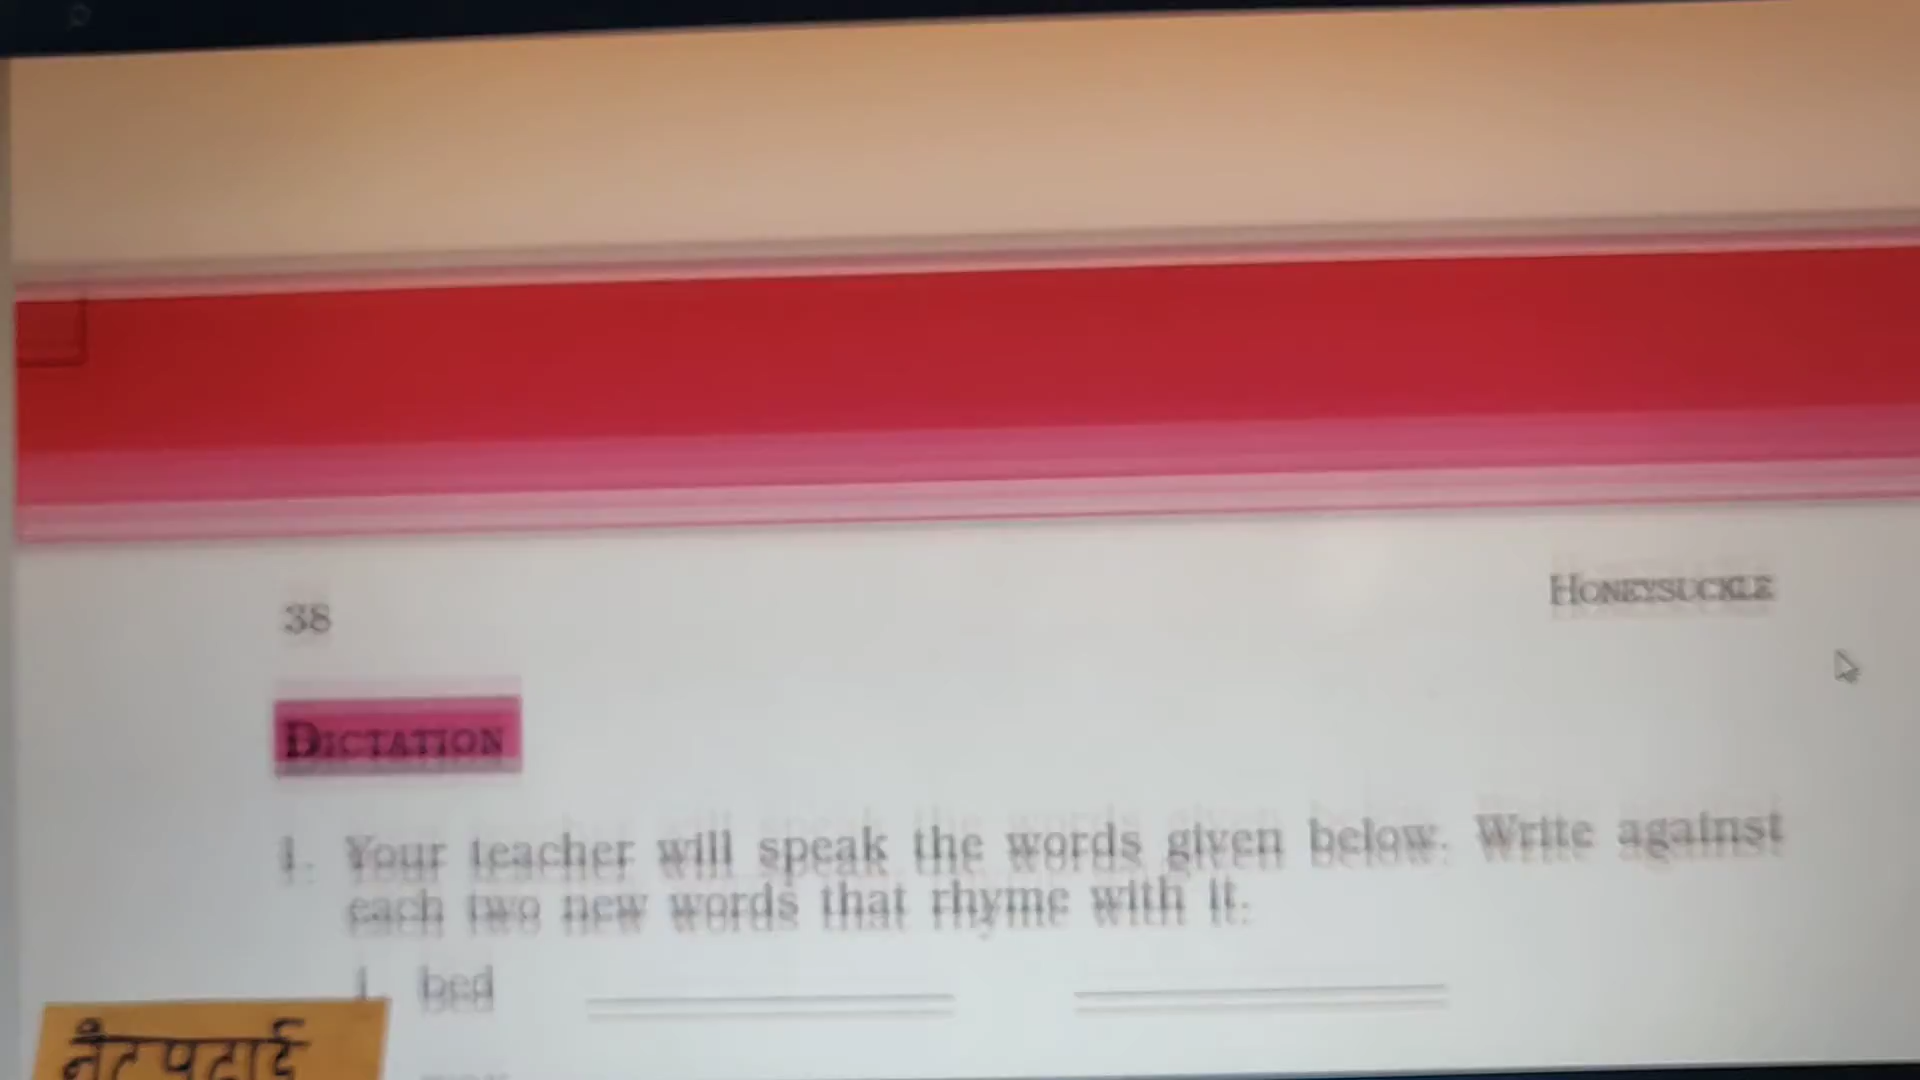 38
HONEYSUCKLE
DICTATION
1. Your teacher will speak the words given below. Write against
each two new words that rhyme with it.
i. bed
नेट पढाई